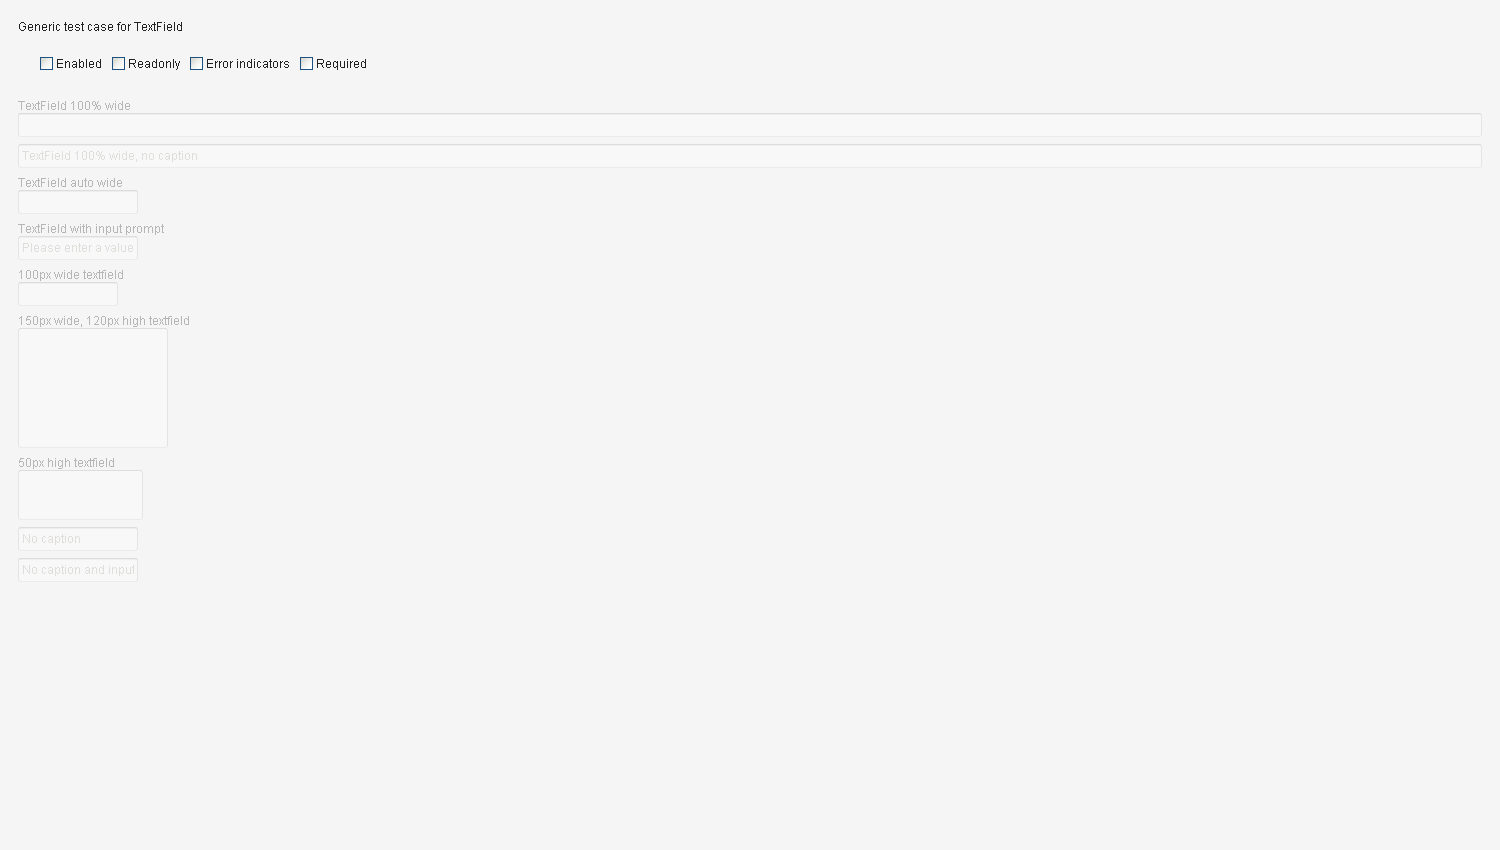 Generic test case for TextField
Enabled Readonly Error indicators Required
TextField 100% wide
TextField 100% wide, no caption
TextField auto wide
TextField with input prompt
Please enter a value
100px wide textfield
150px wide, 120px high textfield
50px high textfield
No caption
No caption and input